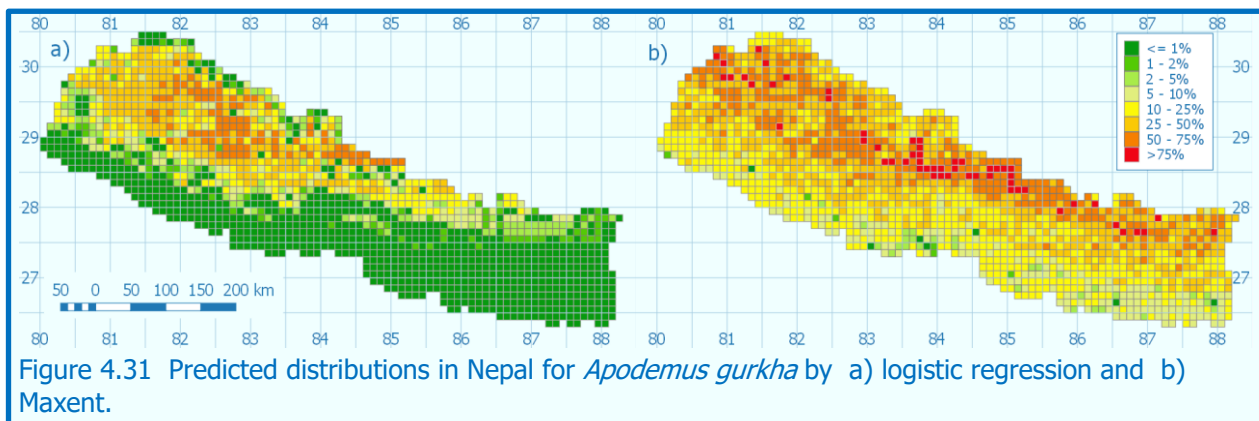 80 81 82 83 84 85 86 87 88 80 81 82 83 84 85 86 87 88
a)
b)
30
29
28
27
30
29
28
27
<= 1%
1 - 2%
2 - 5%
5 - 10%
10 - 25%
25 - 50%
50 - 75%
>75%
50 0 50 100 150 200 km
80 81 82 83 84 85 86 87 88 80 81 82 83 84 85 86 87 88
Figure 4.31 Predicted distributions in Nepal for Apodemus gurkha by a) logistic regression and b)
Maxent.